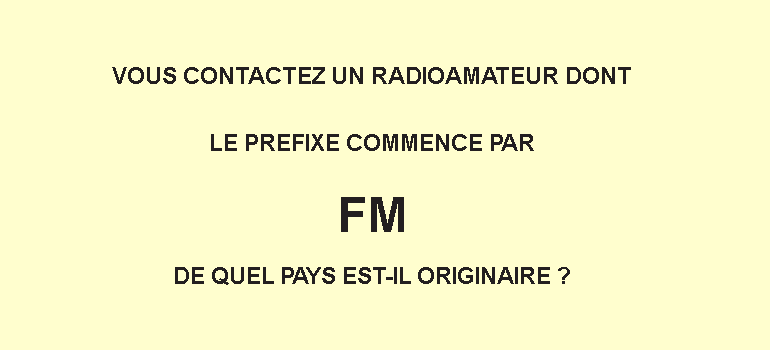 VOUS CONTACTEZ UN RADIOAMATEUR DONT
LE PREFIXE COMMENCE PAR
FM
DE QUEL PAYS EST-IL ORIGINAIRE ?